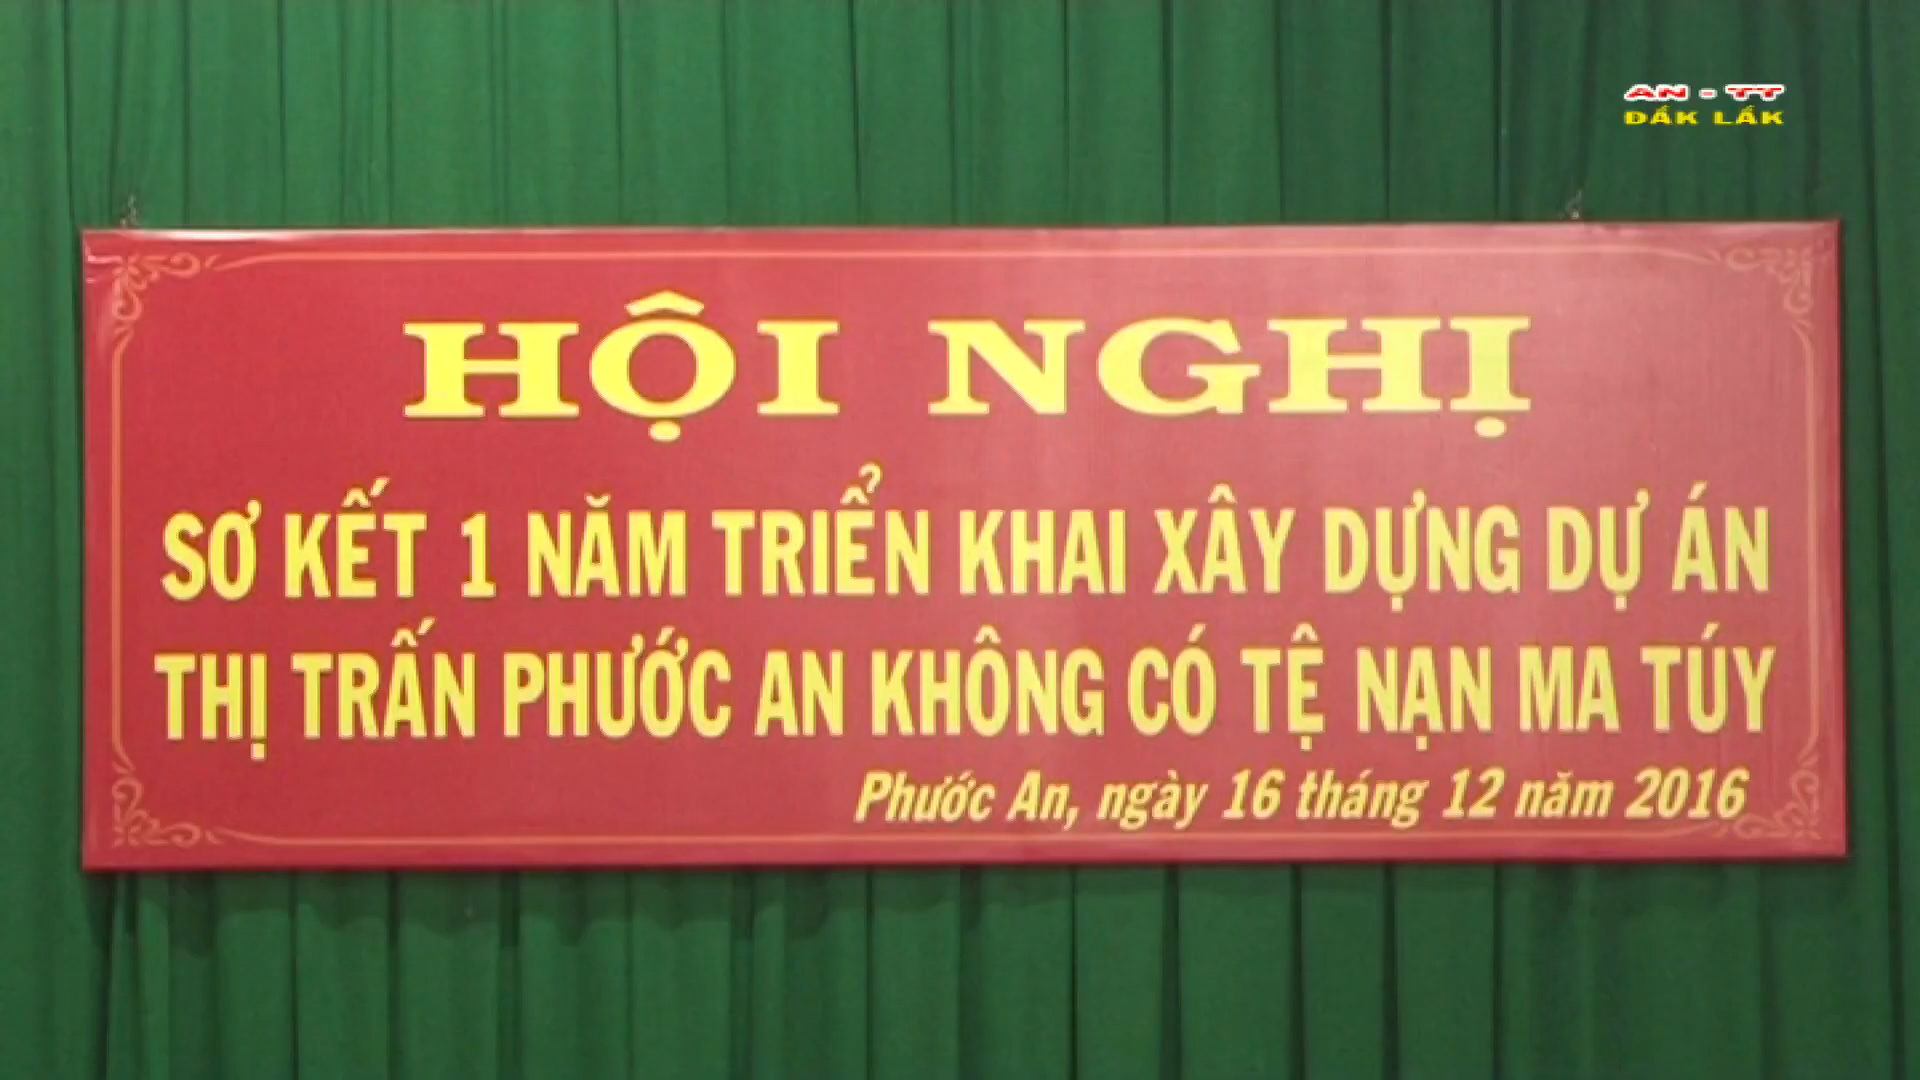 AN - TT
ĐẮK LẮK
HỘI NGHỊ
SƠ KẾT 1 NĂM TRIỂN KHAI XÂY DỰNG DỰ ÁN
THỊ TRẤN PHƯỚC AN KHÔNG CÓ TỆ NẠN MA TÚY
Phước An, ngày 16 tháng 12 năm 2016